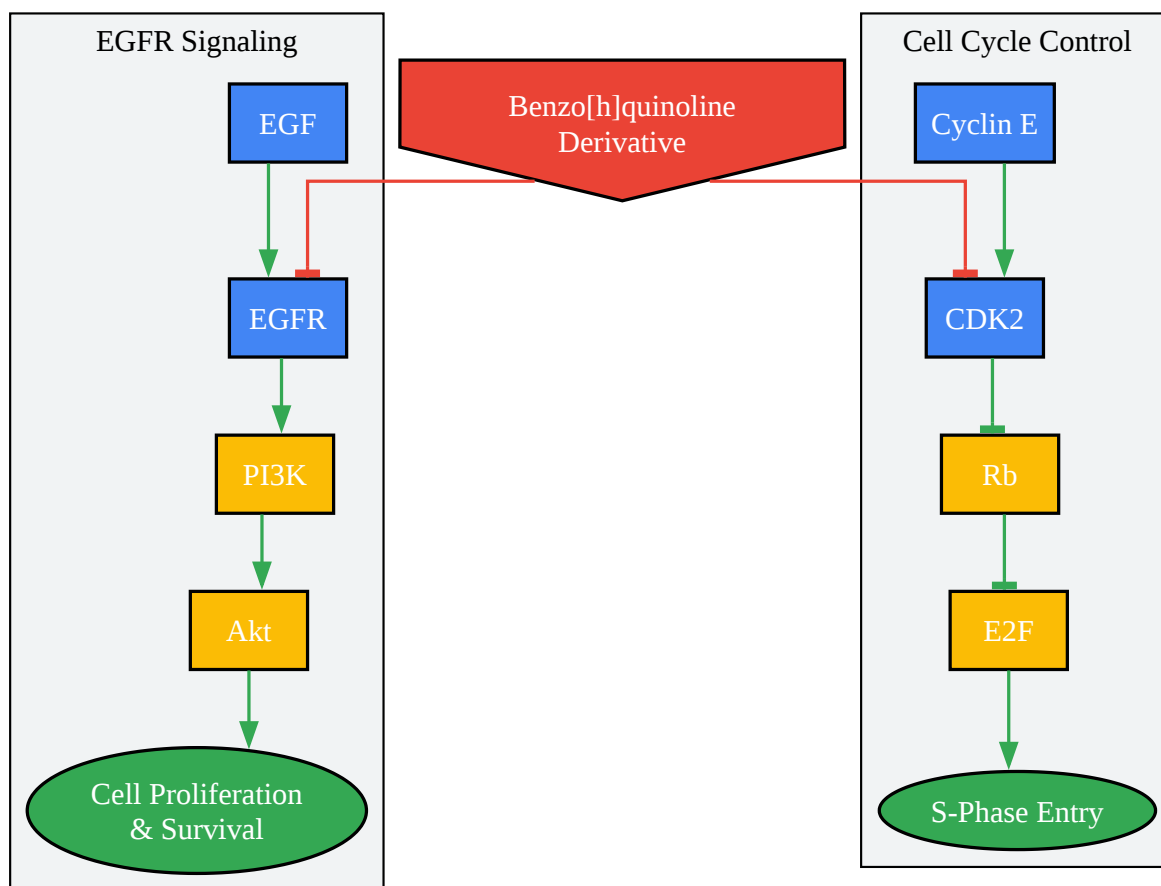 EGFR Signaling
EGF
EGFR
PI3K
Akt
Cell Proliferation
& Survival
Benzo[h]quinoline
Derivative
Cell Cycle Control
Cyclin E
CDK2
Rb
E2F
S-Phase Entry